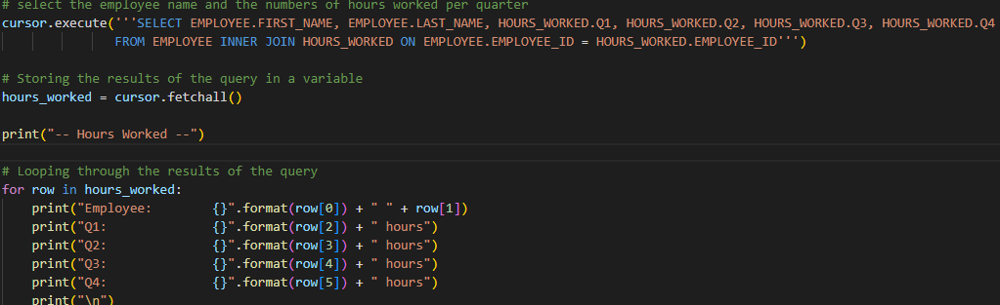 # select the employee name and the numbers of hours worked per quarter
cursor.execute('''SELECT EMPLOYEE.FIRST_NAME, EMPLOYEE.LAST_NAME, HOURS_WORKED.Q1, HOURS_WORKED.Q2, HOURS_WORKED.Q3, HOURS_WORKED.Q4
               FROM EMPLOYEE INNER JOIN HOURS_WORKED ON EMPLOYEE.EMPLOYEE_ID = HOURS_WORKED.EMPLOYEE_ID''')
# Storing the results of the query in a variable
hours_worked = cursor.fetchall()
print("-- Hours Worked --")
# Looping through the results of the query
for row in hours_worked:
    print("Employee:        {}".format(row[0]) + " " + row[1])
    print("Q1:              {}".format(row[2]) + " hours")
    print("Q2:              {}".format(row[3]) + " hours")
    print("Q3:              {}".format(row[4]) + " hours")
    print("Q4:              {}".format(row[5]) + " hours")
    print("\n")